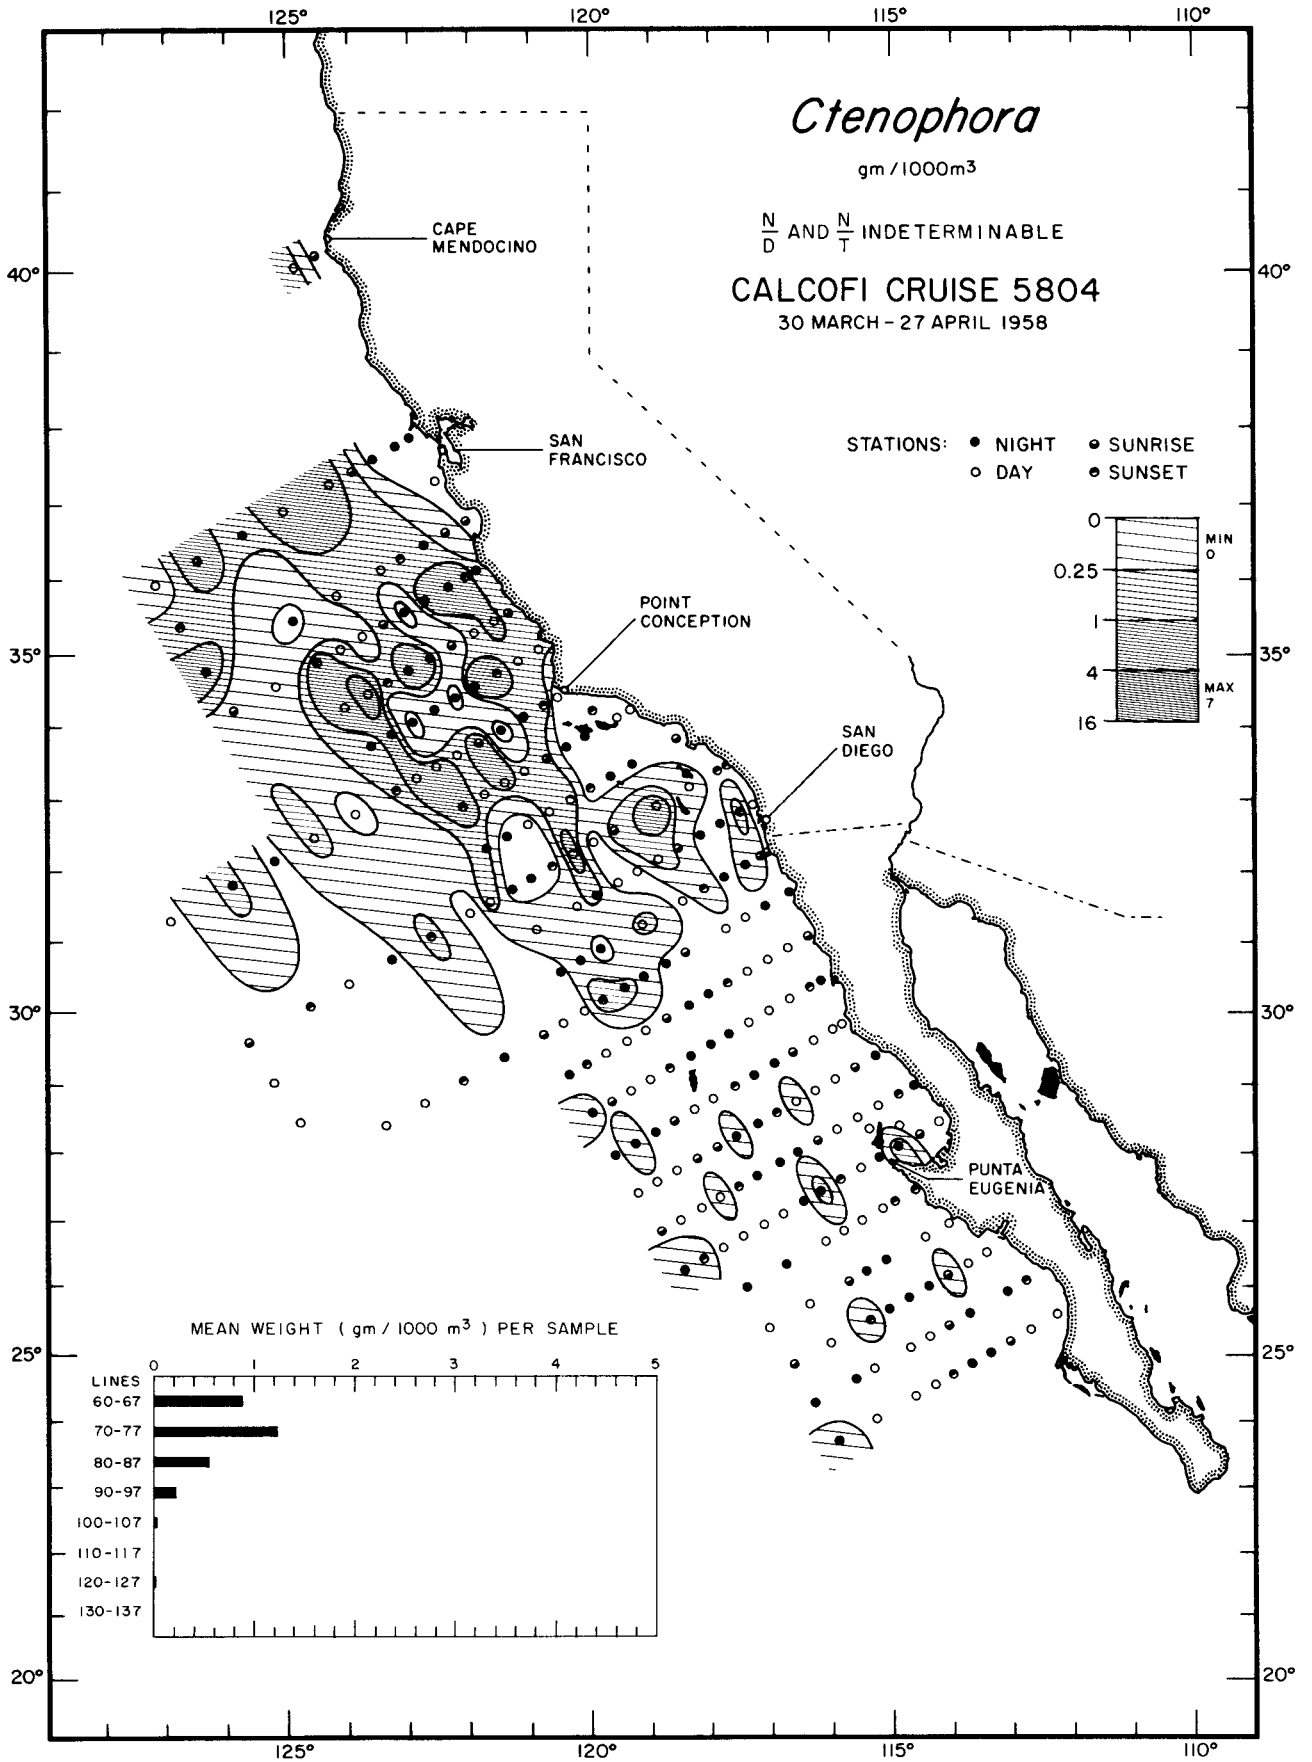 125° 120° 115° 110°
Ctenophora
gm/1000m³
N/D AND N/T INDETERMINABLE
CALCOFI CRUISE 5804
30 MARCH – 27 APRIL 1958
CAPE
MENDOCINO
40° 40°
STATIONS: ● NIGHT SUNRISE
○ DAY SUNSET
SAN
FRANCISCO
0
MIN
0
0.25
1
4
MAX
7
16
POINT
CONCEPTION
35° 35°
SAN
DIEGO
30° 30°
PUNTA
EUGENIA
MEAN WEIGHT (gm/1000 m³) PER SAMPLE
25° 25°
0 1 2 3 4 5
LINES
60-67
70-77
80-87
90-97
100-107
110-117
120-127
130-137
20° 20°
125° 120° 115° 110°